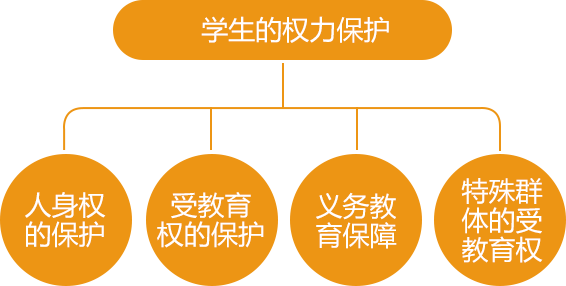 学生的权力保护
人身权
的保护
受教育
权的保护
义务教
育保障
特殊群
体的受
教育权